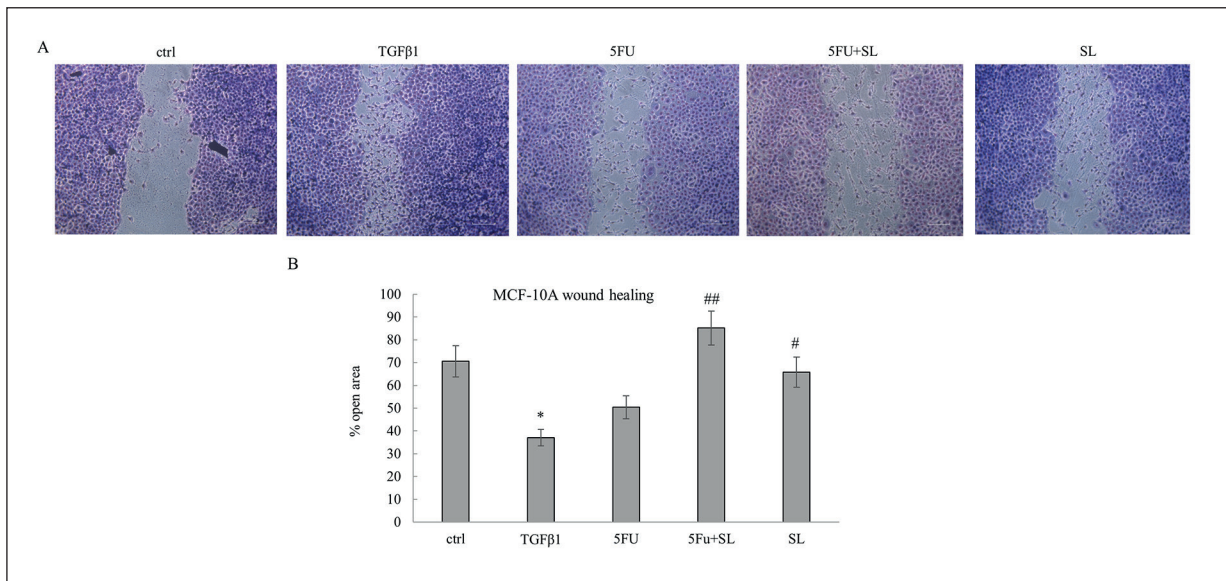 A
ctrl TGFβ1 5FU 5FU+SL SL
B
MCF-10A wound healing
% open area
100
90
80
70
60
50
40
30
20
10
0
*
##
#
ctrl TGFβ1 5FU 5Fu+SL SL